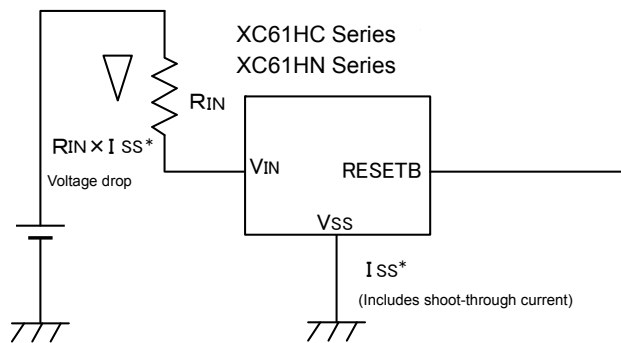 XC61HC Series
XC61HN Series
RIN
RIN×ISS*
Voltage drop
VIN
RESETB
VSS
ISS*
(Includes shoot-through current)